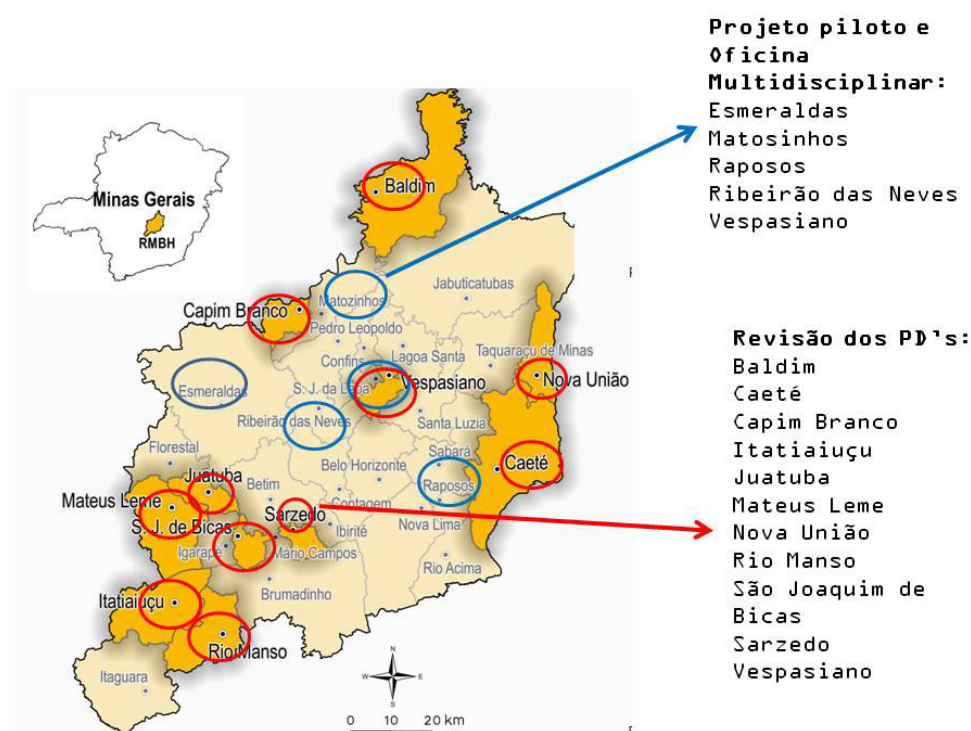 Projeto piloto e
Oficina
Multidisciplinar:
Esmeraldas
Matosinhos
Raposos
Ribeirão das Neves
Vespasiano
Minas Gerais
RMBH
Baldim
Matozinhos
Jabuticatubas
Capim Branco
Pedro Leopoldo
Confins
Lagoa Santa
Taquaraçu de Minas
Esmeraldas
S. J. da Lapa
Vespasiano
Nova União
Ribeirão das Neves
Santa Luzia
Florestal
Sabará
Belo Horizonte
Caeté
Juatuba
Betim
Raposos
Mateus Leme
Contagem
Sarzedo
Nova Lima
S. J. de Bicas
Ibirité
Igarapé
Mário Campos
Rio Acima
Brumadinho
Itatiaiuçu
Rio Manso
Itaguara
N
W
E
S
0 10 20 km
Revisão dos PD's:
Baldim
Caeté
Capim Branco
Itatiaiuçu
Juatuba
Mateus Leme
Nova União
Rio Manso
São Joaquim de
Bicas
Sarzedo
Vespasiano